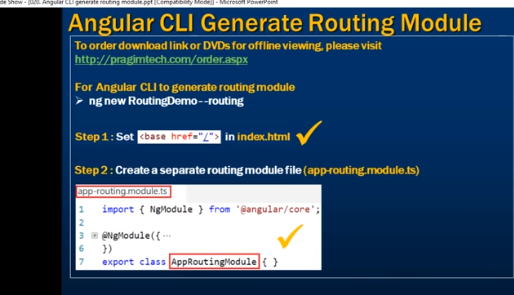 de Show - [020. Angular CLI generate routing module.ppt [Compatibility Mode]] - Microsoft PowerPoint
Angular CLI Generate Routing Module
To order download link or DVDs for offline viewing, please visit
http://pragimtech.com/order.aspx
For Angular CLI to generate routing module
➢ ng new RoutingDemo --routing
Step 1 : Set <base href="/"> in index.html
Step 2 : Create a separate routing module file (app-routing.module.ts)
app-routing.module.ts
1 import { NgModule } from '@angular/core';
2
3 @NgModule({ ...
6 })
7 export class AppRoutingModule { }